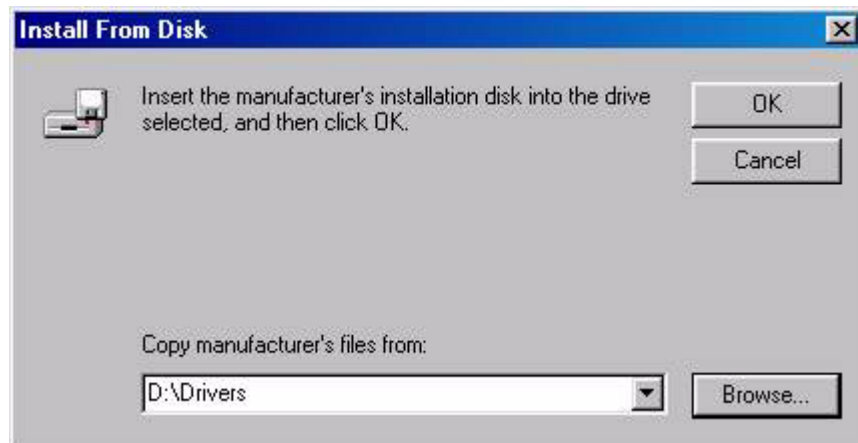 Install From Disk
Insert the manufacturer's installation disk into the drive
selected, and then click OK.
OK
Cancel
Copy manufacturer's files from:
D:\Drivers
Browse...